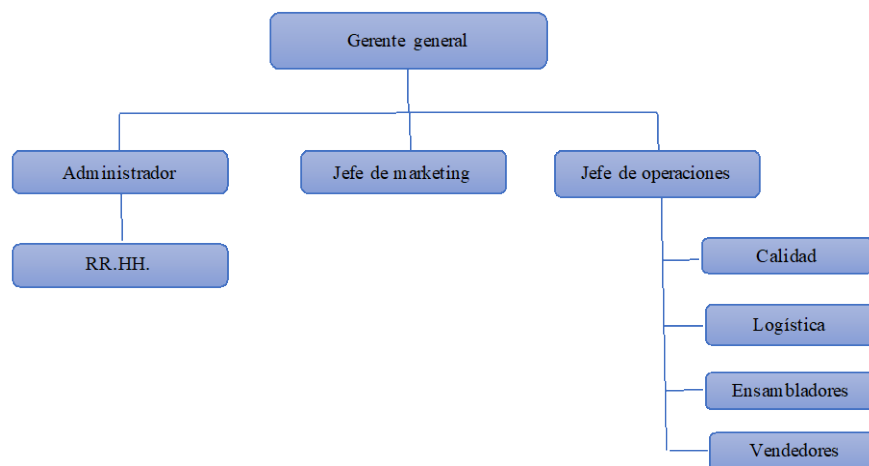 Gerente general
Administrador
Jefe de marketing
Jefe de operaciones
RR.HH.
Calidad
Logística
Ensambladores
Vendedores